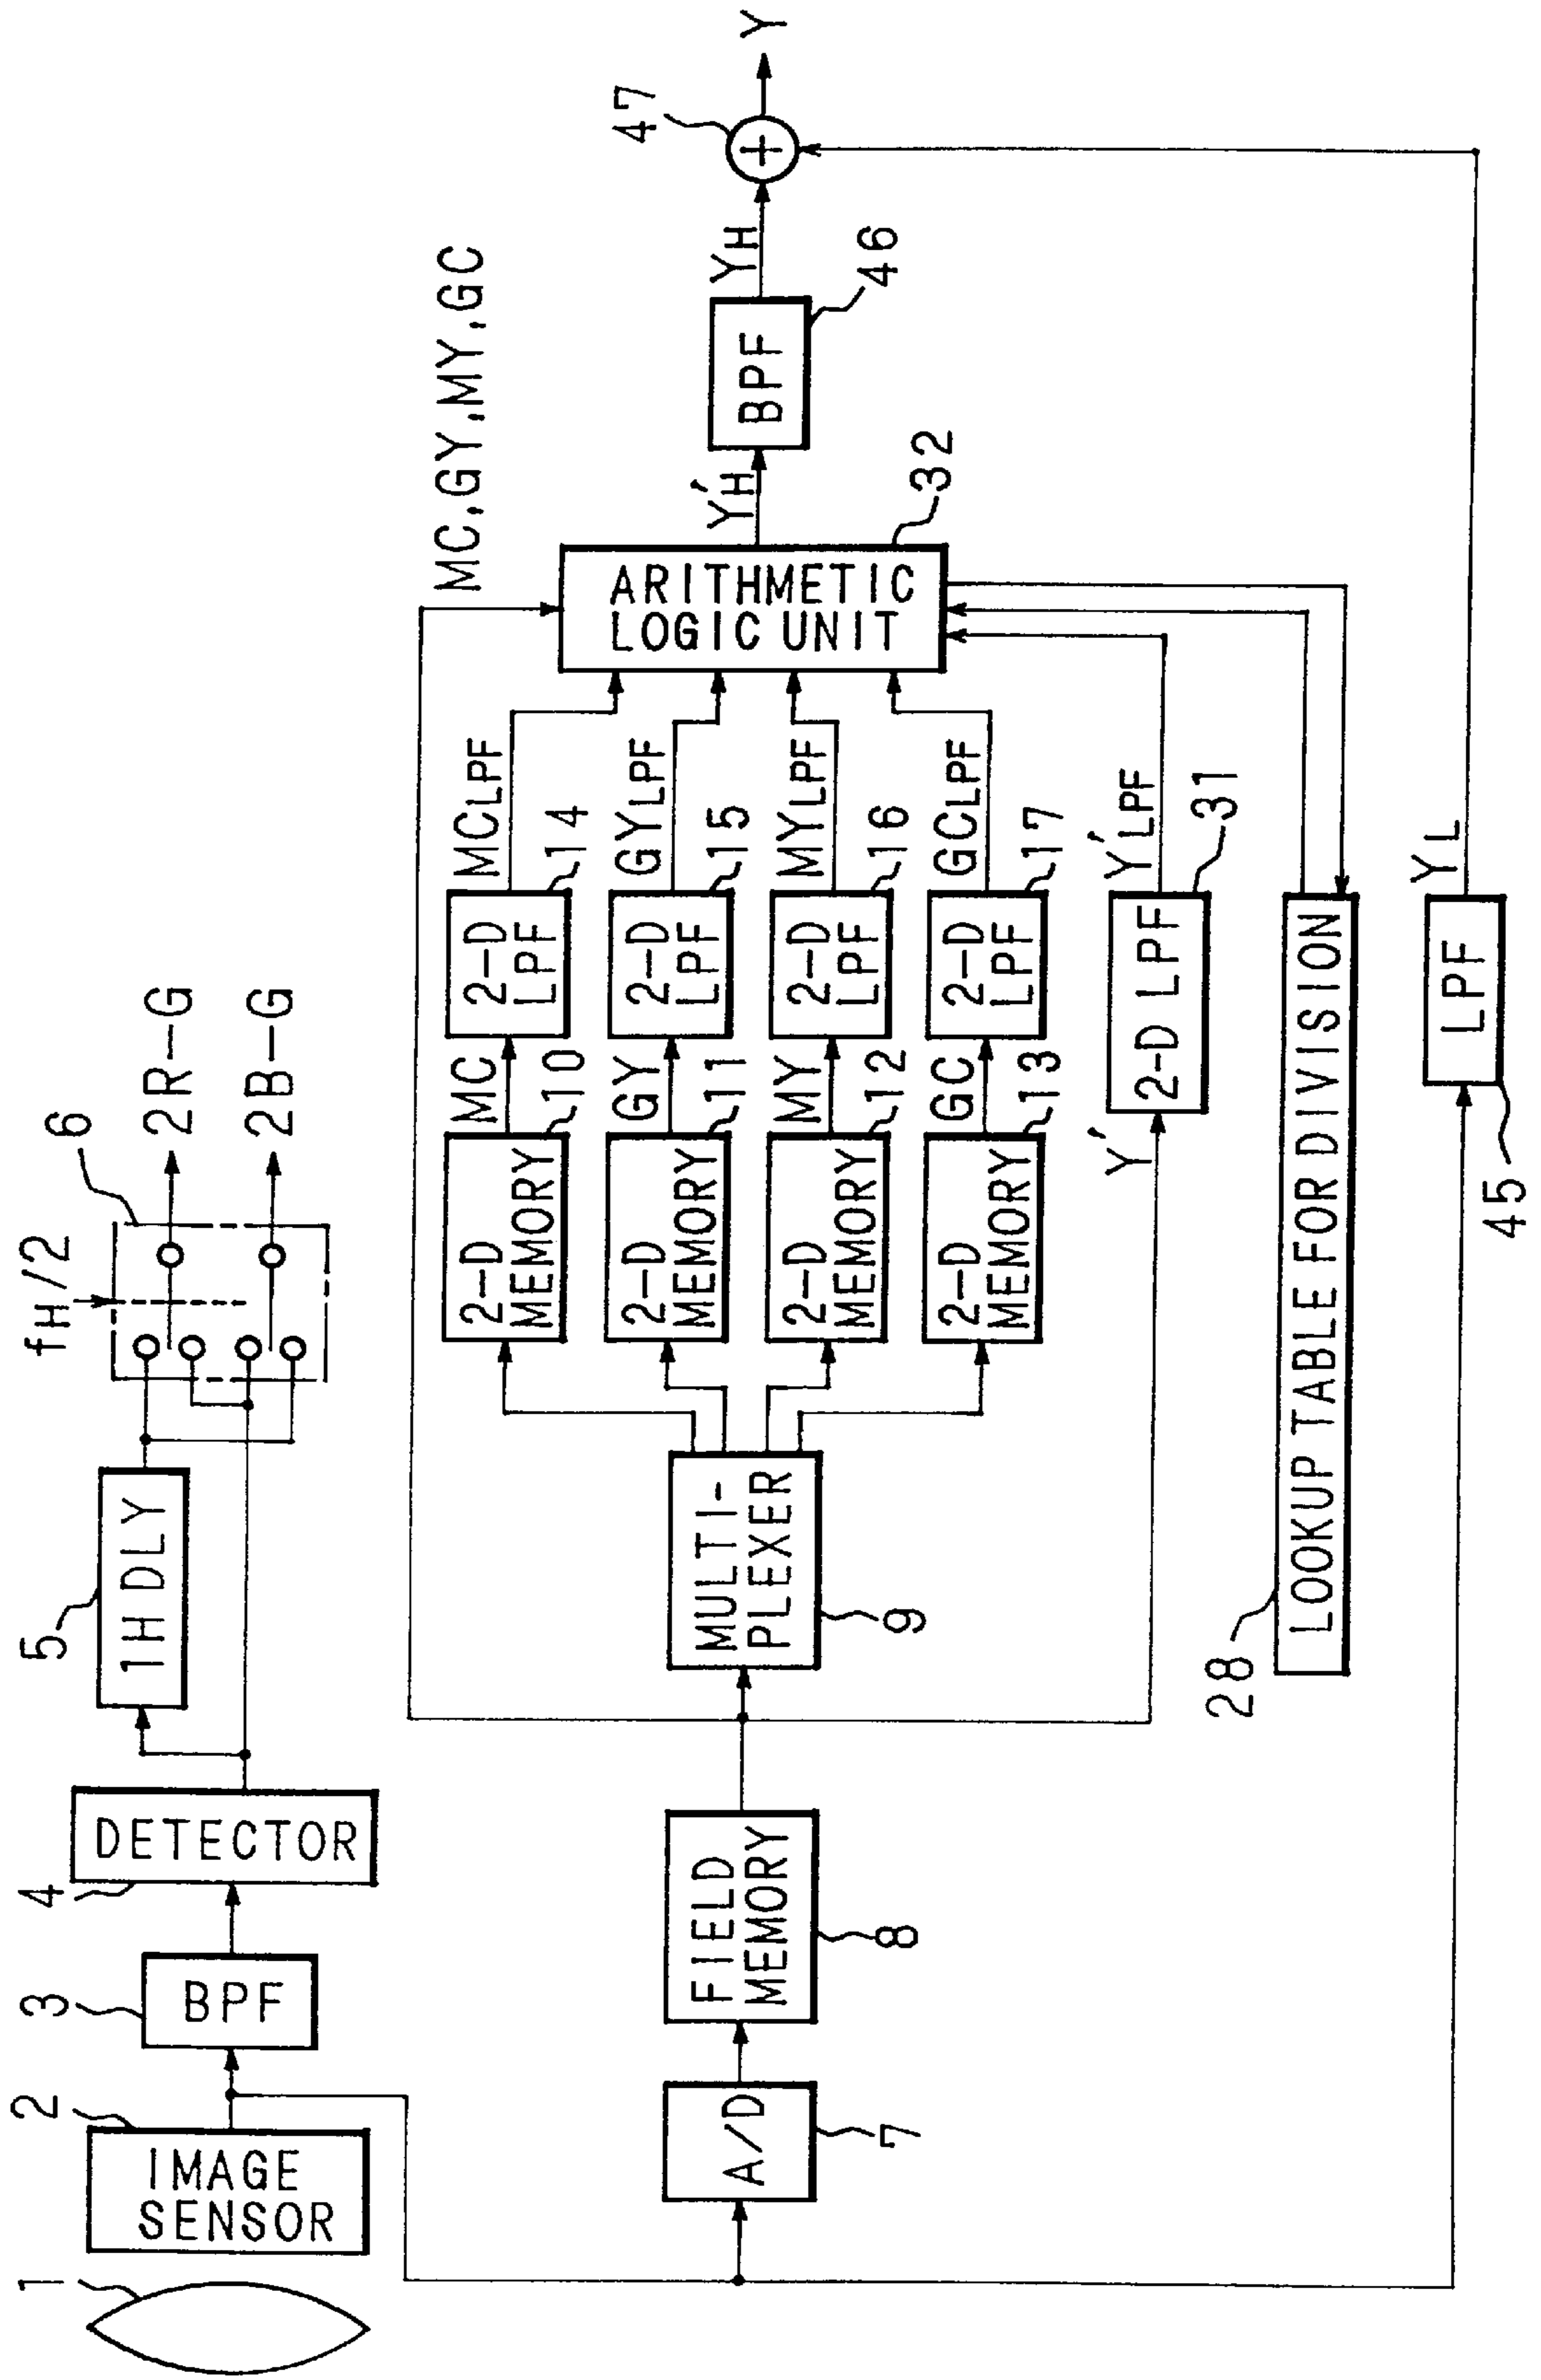 1
2
IMAGE
SENSOR
3
BPF
4
DETECTOR
5
1H DLY
fH/2
6
2R-G
2B-G
A/D
7
FIELD
MEMORY
8
MULTI-
PLEXER
9
2-D
MEMORY
10
MC
2-D
LPF
14
MCLPF
2-D
MEMORY
11
GY
2-D
LPF
15
GYLPF
2-D
MEMORY
12
MY
2-D
LPF
16
MYLPF
2-D
MEMORY
13
GC
2-D
LPF
17
GCLPF
Y'
2-D LPF
31
Y'LPF
28
LOOKUP TABLE FOR DIVISION
MC,GY,MY,GC
ARITHMETIC
LOGIC UNIT
32
Y'H
BPF
46
YH
47
+
Y
45
LPF
YL